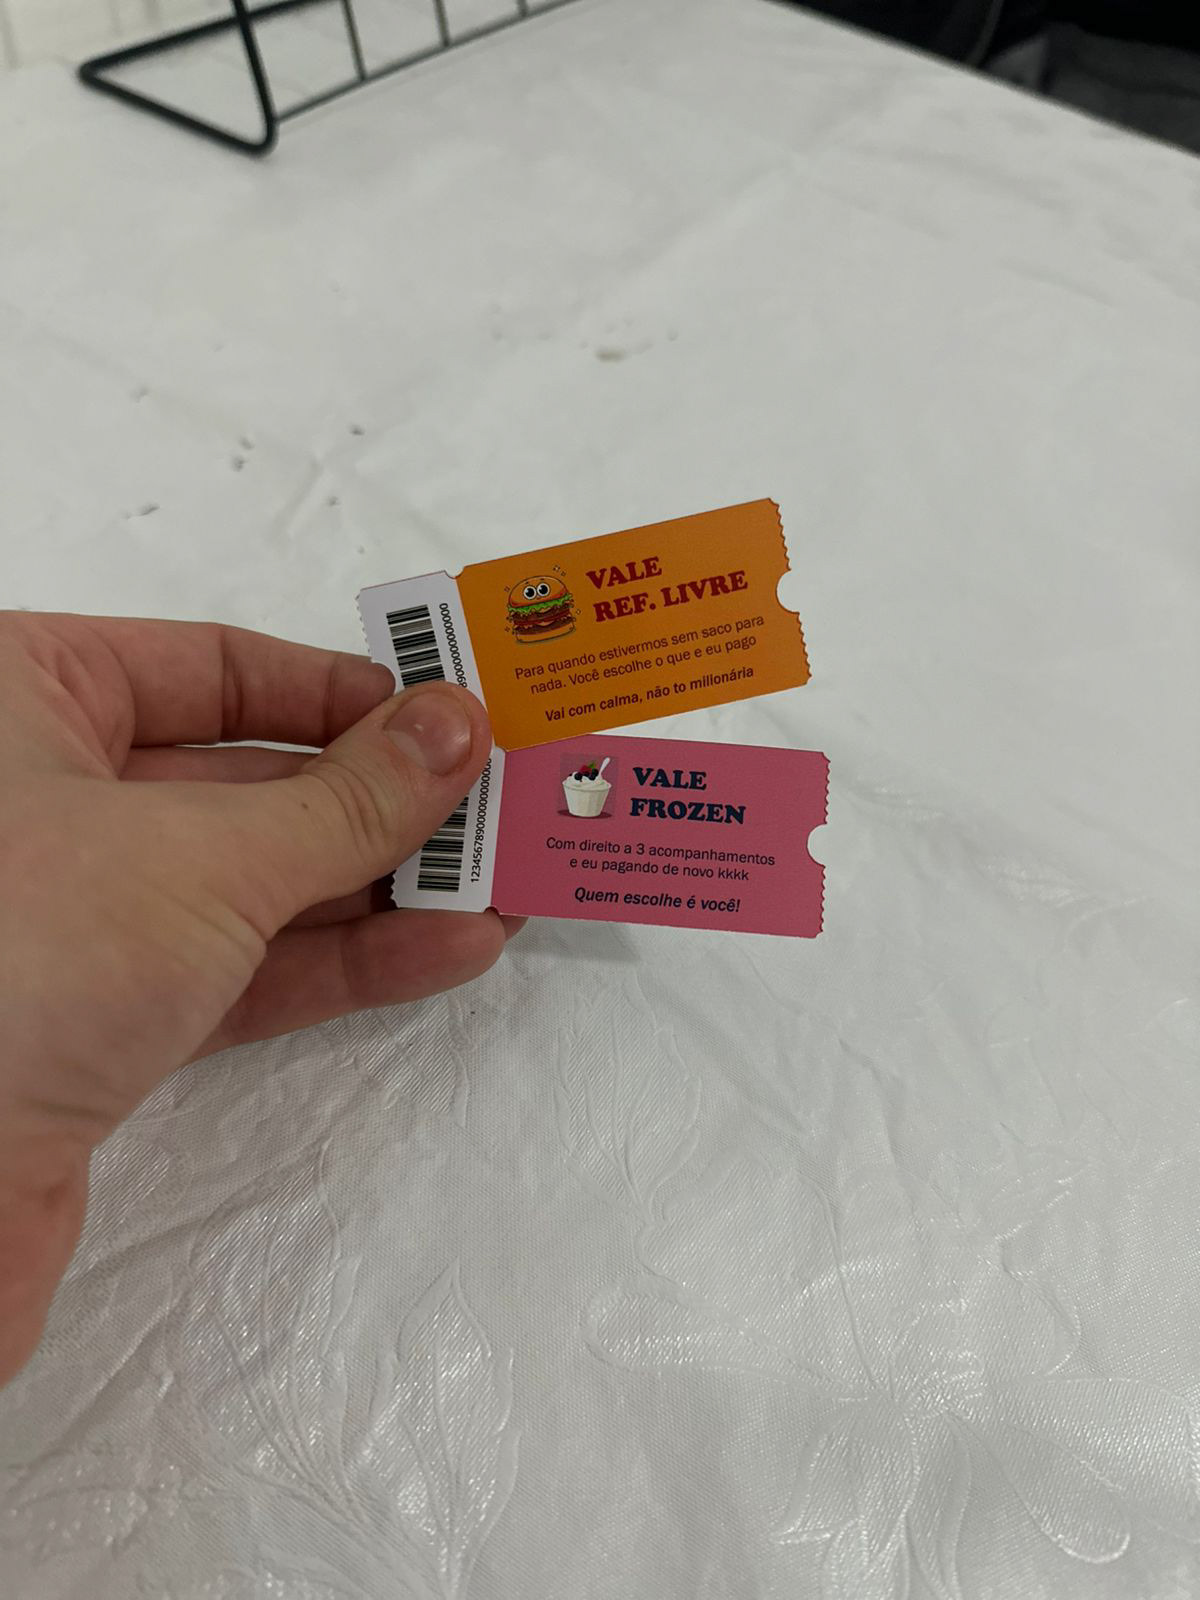 VALE
REF. LIVRE
Para quando estivermos sem saco para
nada. Você escolhe o que e eu pago
Vai com calma, não to milionária
VALE
FROZEN
Com direito a 3 acompanhamentos
e eu pagando de novo kkkk
Quem escolhe é você!